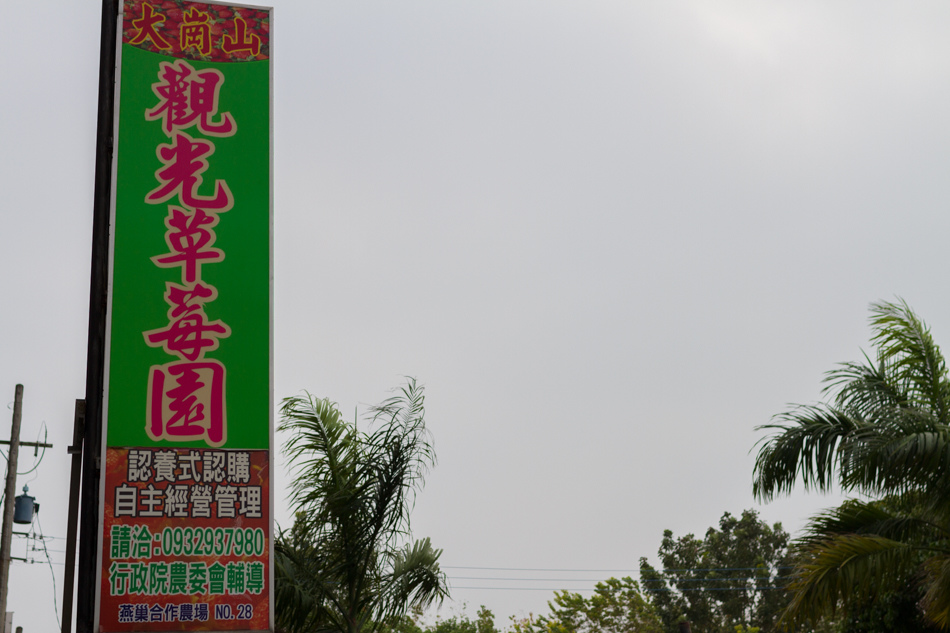 大崗山
觀光草莓園
認養式認購
自主經營管理
請洽:0932937980
行政院農委會輔導
燕巢合作農場 NO. 28